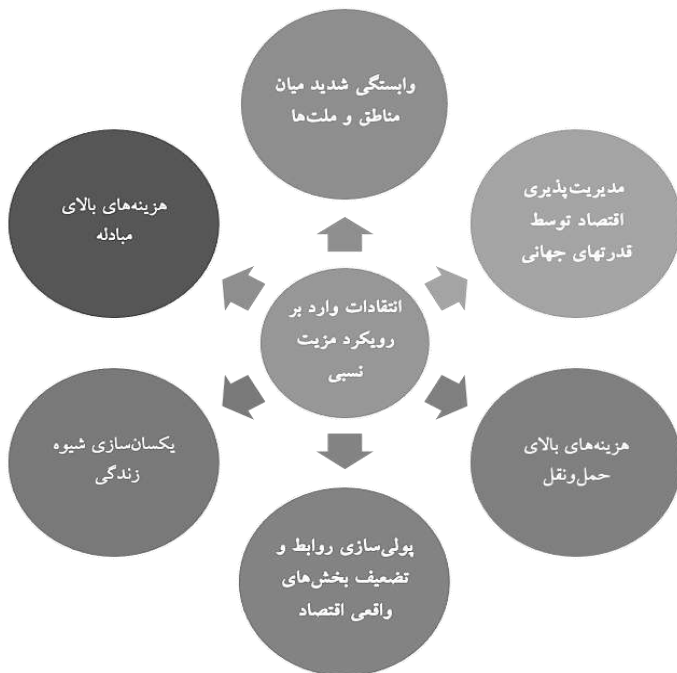 وابستگی شدید میان
مناطق و ملت‌ها
مدیریت‌پذیری
اقتصاد توسط
قدرتهای جهانی
هزینه‌های بالای
مبادله
انتقادات وارد بر
رویکرد مزیت
نسبی
هزینه‌های بالای
حمل‌ونقل
یکسان‌سازی شیوه
زندگی
پولی‌سازی روابط و
تضعیف بخش‌های
واقعی اقتصاد